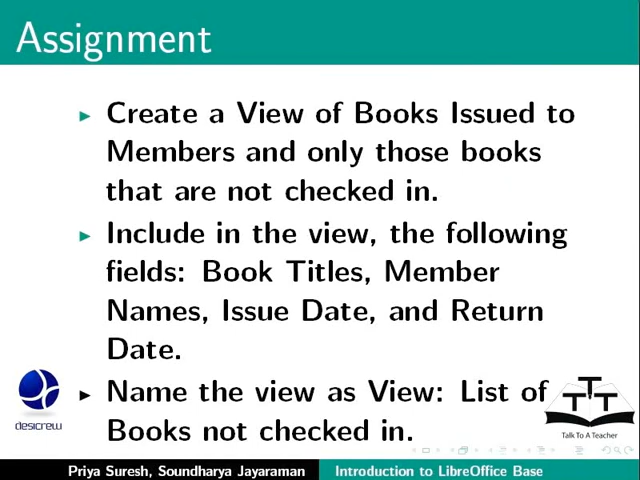 Assignment
Create a View of Books Issued to
Members and only those books
that are not checked in.
Include in the view, the following
fields: Book Titles, Member
Names, Issue Date, and Return
Date.
Name the view as View: List of
Books not checked in.
desicrew
TTT
Talk To A Teacher
Priya Suresh, Soundharya Jayaraman
Introduction to LibreOffice Base